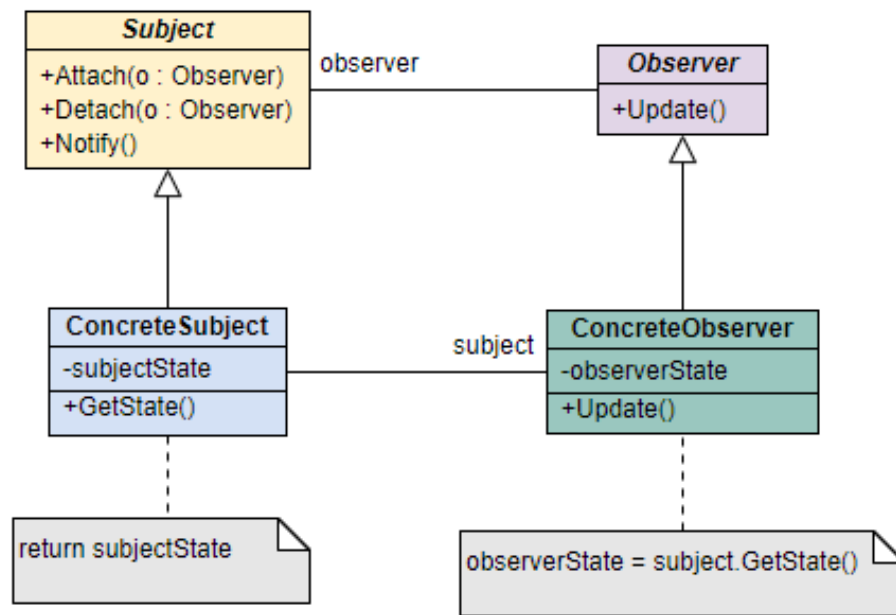 Subject
+Attach(o : Observer)
+Detach(o : Observer)
+Notify()
observer
Observer
+Update()
ConcreteSubject
-subjectState
+GetState()
subject
ConcreteObserver
-observerState
+Update()
return subjectState
observerState = subject.GetState()